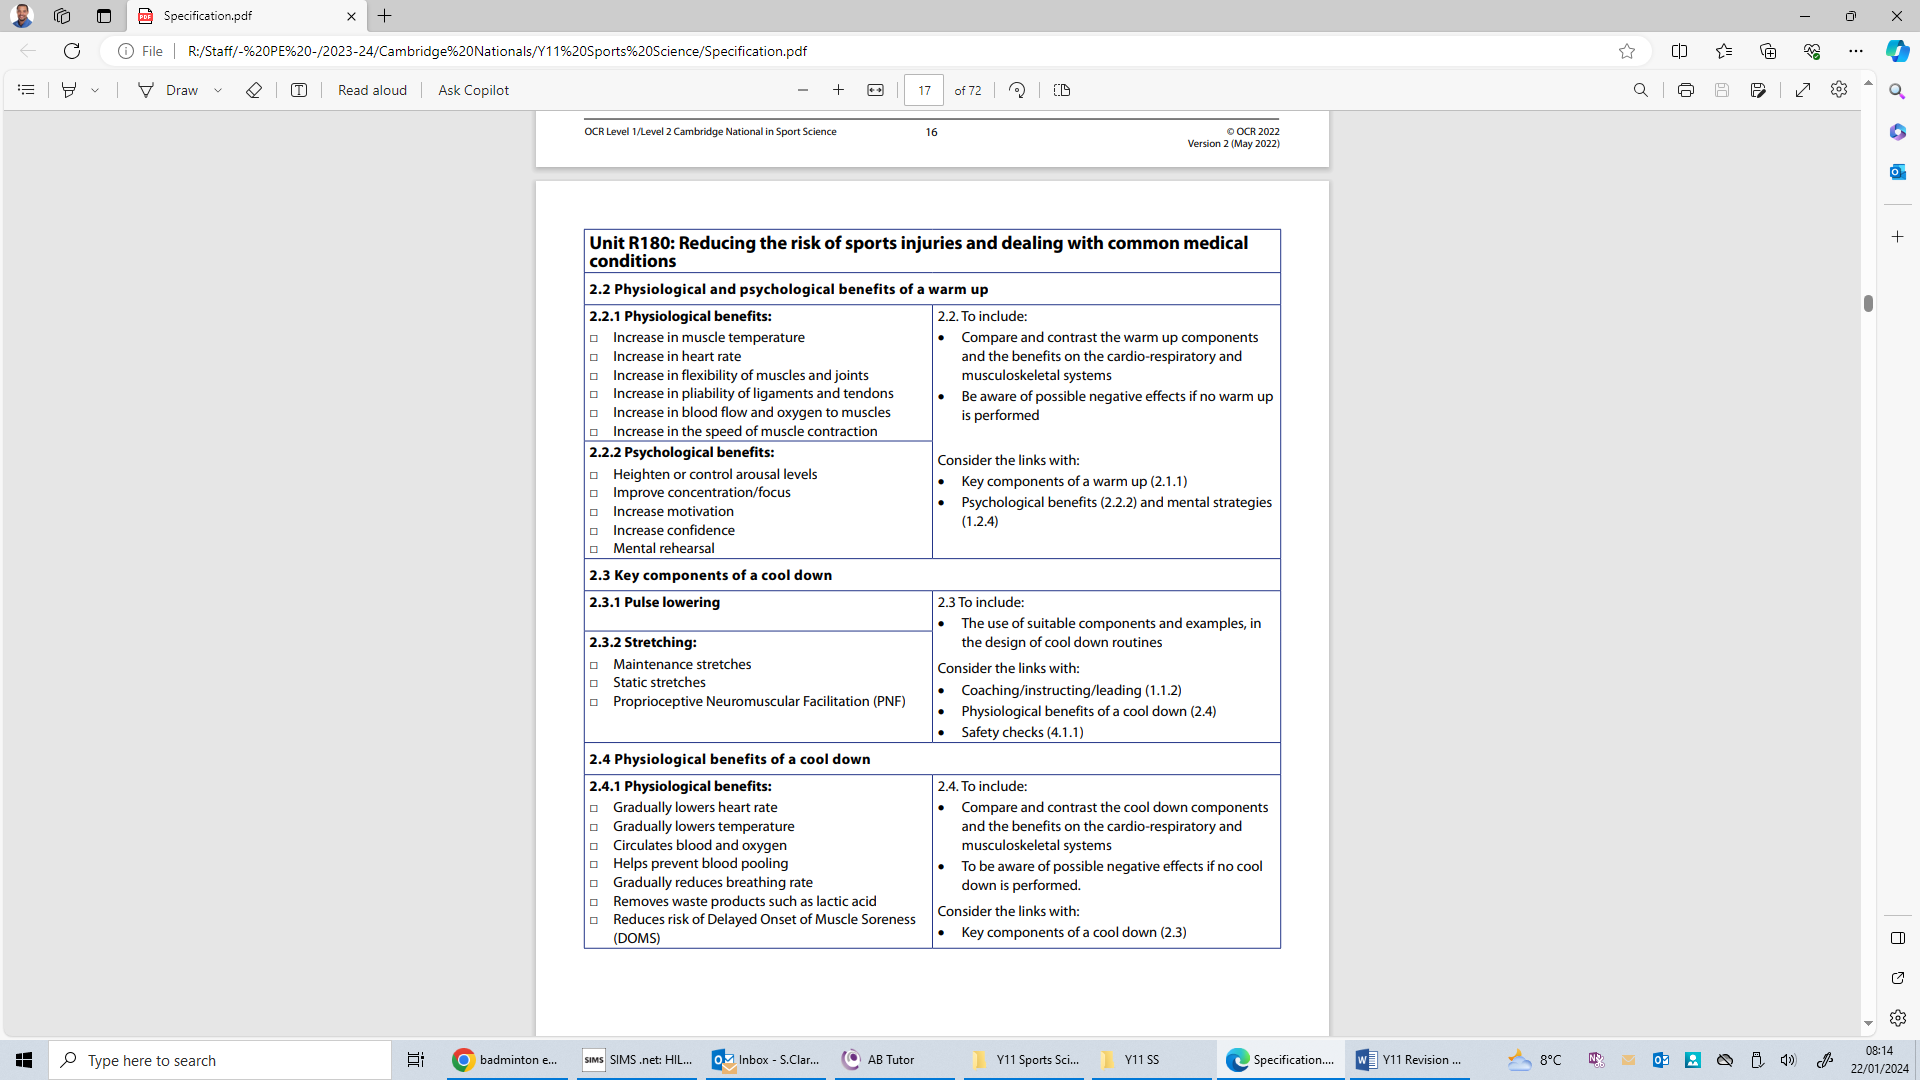 Specification.pdf
File
R:/Staff/-%20PE%20-/2023-24/Cambridge%20Nationals/Y11%20Sports%20Science/Specification.pdf
Draw
Read aloud
Ask Copilot
17
of 72
OCR Level 1/Level 2 Cambridge National in Sport Science
16
© OCR 2022
Version 2 (May 2022)
Unit R180: Reducing the risk of sports injuries and dealing with common medical
conditions
2.2 Physiological and psychological benefits of a warm up
2.2.1 Physiological benefits:
Increase in muscle temperature
Increase in heart rate
Increase in flexibility of muscles and joints
Increase in pliability of ligaments and tendons
Increase in blood flow and oxygen to muscles
Increase in the speed of muscle contraction
2.2.2 Psychological benefits:
Heighten or control arousal levels
Improve concentration/focus
Increase motivation
Increase confidence
Mental rehearsal
2.2. To include:
Compare and contrast the warm up components
and the benefits on the cardio-respiratory and
musculoskeletal systems
Be aware of possible negative effects if no warm up
is performed
Consider the links with:
Key components of a warm up (2.1.1)
Psychological benefits (2.2.2) and mental strategies
(1.2.4)
2.3 Key components of a cool down
2.3.1 Pulse lowering
2.3.2 Stretching:
Maintenance stretches
Static stretches
Proprioceptive Neuromuscular Facilitation (PNF)
2.3 To include:
The use of suitable components and examples, in
the design of cool down routines
Consider the links with:
Coaching/instructing/leading (1.1.2)
Physiological benefits of a cool down (2.4)
Safety checks (4.1.1)
2.4 Physiological benefits of a cool down
2.4.1 Physiological benefits:
Gradually lowers heart rate
Gradually lowers temperature
Circulates blood and oxygen
Helps prevent blood pooling
Gradually reduces breathing rate
Removes waste products such as lactic acid
Reduces risk of Delayed Onset of Muscle Soreness
(DOMS)
2.4. To include:
Compare and contrast the cool down components
and the benefits on the cardio-respiratory and
musculoskeletal systems
To be aware of possible negative effects if no cool
down is performed.
Consider the links with:
Key components of a cool down (2.3)
Type here to search
badminton e...
SIMS .net: HIL...
Inbox - S.Clar...
AB Tutor
Y11 Sports Sci...
Y11 SS
Specification....
Y11 Revision ...
8°C
08:14
22/01/2024